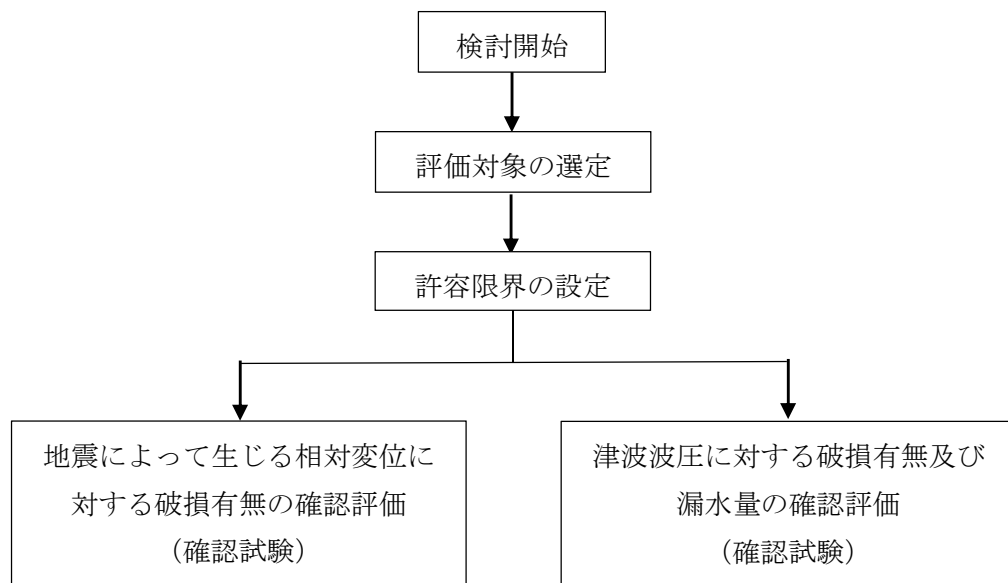 検討開始
評価対象の選定
許容限界の設定
地震によって生じる相対変位に
対する破損有無の確認評価
（確認試験）
津波波圧に対する破損有無及び
漏水量の確認評価
（確認試験）